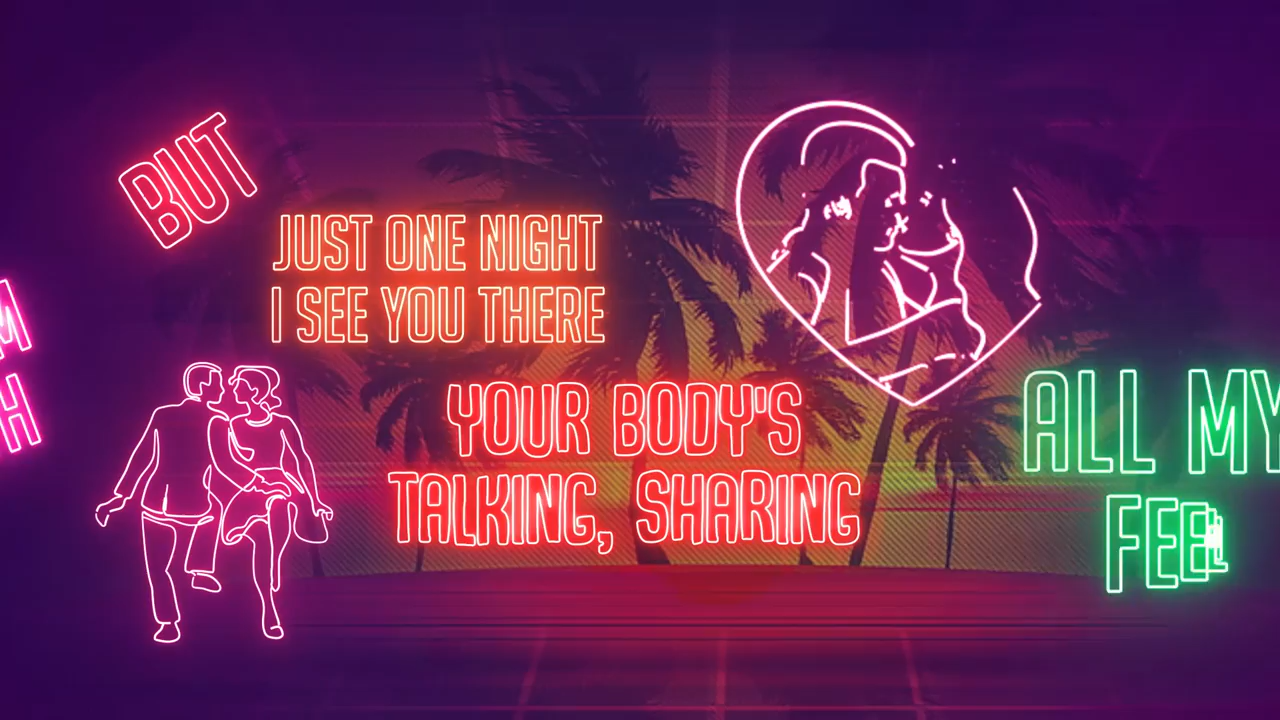 BUT
JUST ONE NIGHT
I SEE YOU THERE
YOUR BODY'S
TALKING, SHARING
ALL MY